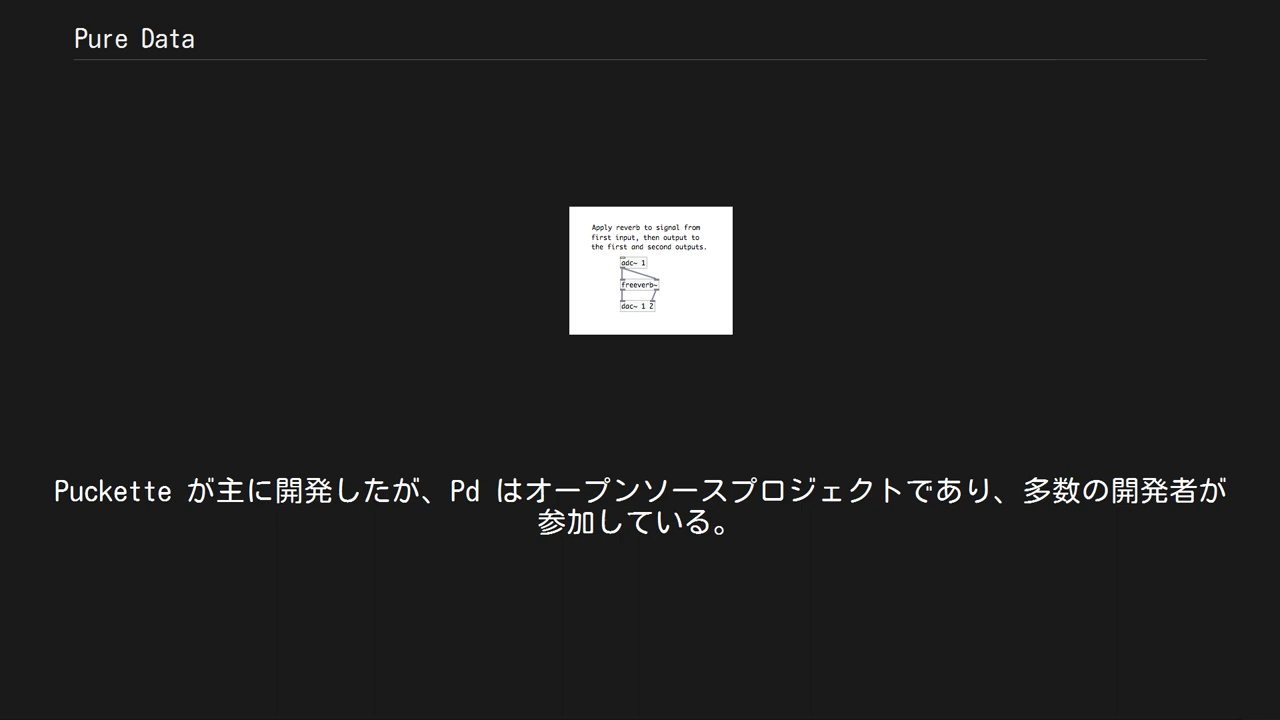 Pure Data
Apply reverb to signal from
first input, then output to
the first and second outputs.
adc~ 1
freeverb~
dac~ 1 2
Puckette が主に開発したが、Pd はオープンソースプロジェクトであり、多数の開発者が
参加している。